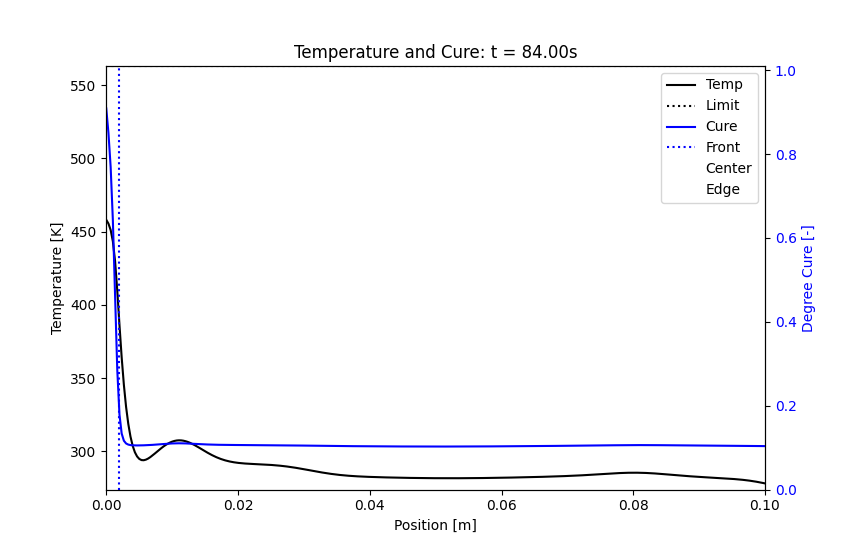 Temperature and Cure: t = 84.00s
Temperature [K]
550
500
450
400
350
300
Temp
Limit
Cure
Front
Center
Edge
1.0
0.8
0.6
0.4
0.2
0.0
Degree Cure [-]
0.00
0.02
0.04
0.06
0.08
0.10
Position [m]